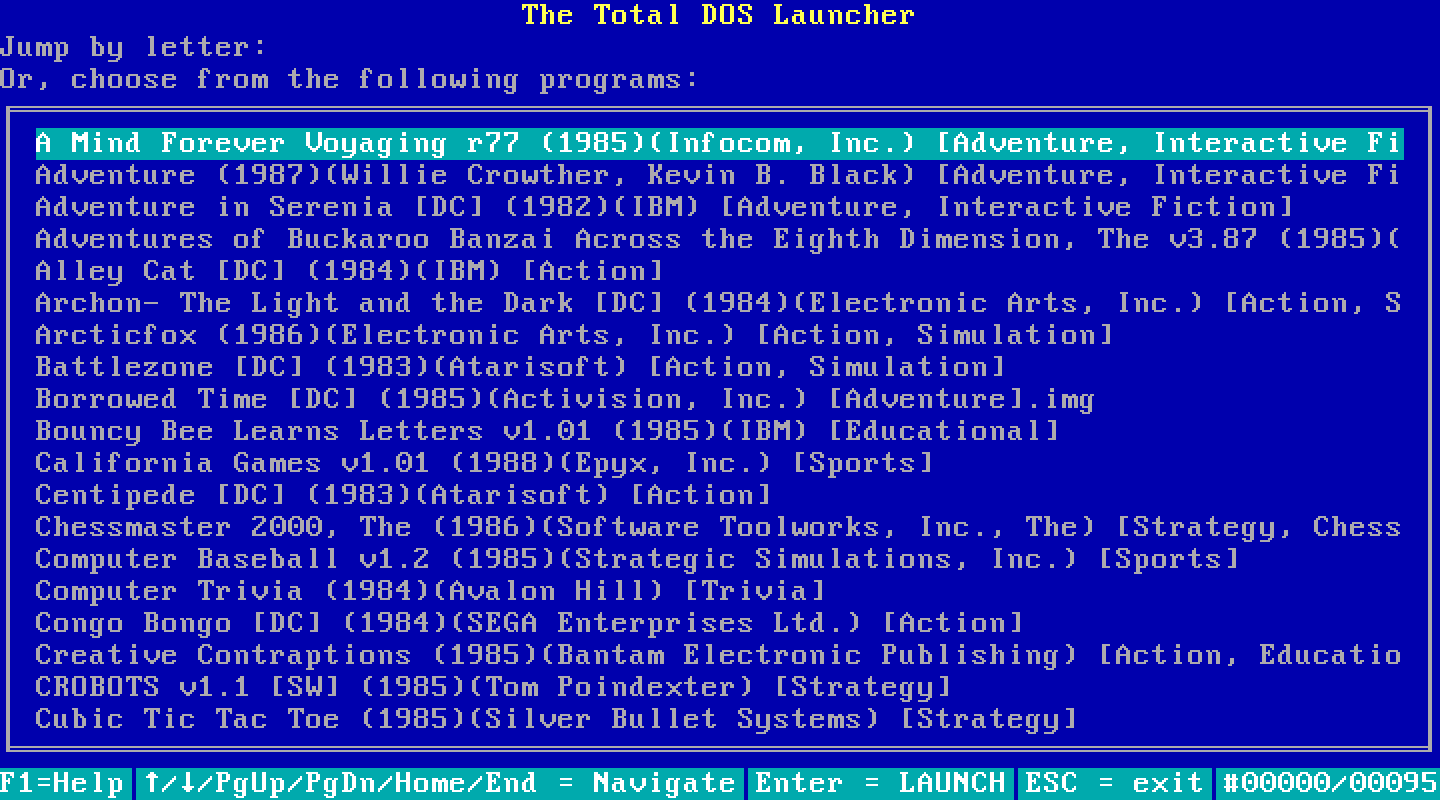 The Total DOS Launcher
Jump by letter:
Or, choose from the following programs:
A Mind Forever Voyaging r77 (1985)(Infocom, Inc.) [Adventure, Interactive Fi
Adventure (1987)(Willie Crowther, Kevin B. Black) [Adventure, Interactive Fi
Adventure in Serenia [DC] (1982)(IBM) [Adventure, Interactive Fiction]
Adventures of Buckaroo Banzai Across the Eighth Dimension, The v3.87 (1985)(
Alley Cat [DC] (1984)(IBM) [Action]
Archon- The Light and the Dark [DC] (1984)(Electronic Arts, Inc.) [Action, S
Arcticfox (1986)(Electronic Arts, Inc.) [Action, Simulation]
Battlezone [DC] (1983)(Atarisoft) [Action, Simulation]
Borrowed Time [DC] (1985)(Activision, Inc.) [Adventure].img
Bouncy Bee Learns Letters v1.01 (1985)(IBM) [Educational]
California Games v1.01 (1988)(Epyx, Inc.) [Sports]
Centipede [DC] (1983)(Atarisoft) [Action]
Chessmaster 2000, The (1986)(Software Toolworks, Inc., The) [Strategy, Chess
Computer Baseball v1.2 (1985)(Strategic Simulations, Inc.) [Sports]
Computer Trivia (1984)(Avalon Hill) [Trivia]
Congo Bongo [DC] (1984)(SEGA Enterprises Ltd.) [Action]
Creative Contraptions (1985)(Bantam Electronic Publishing) [Action, Educatio
CROBOTS v1.1 [SW] (1985)(Tom Poindexter) [Strategy]
Cubic Tic Tac Toe (1985)(Silver Bullet Systems) [Strategy]
F1=Help ↑/↓/PgUp/PgDn/Home/End = Navigate Enter = LAUNCH ESC = exit #00000/00095